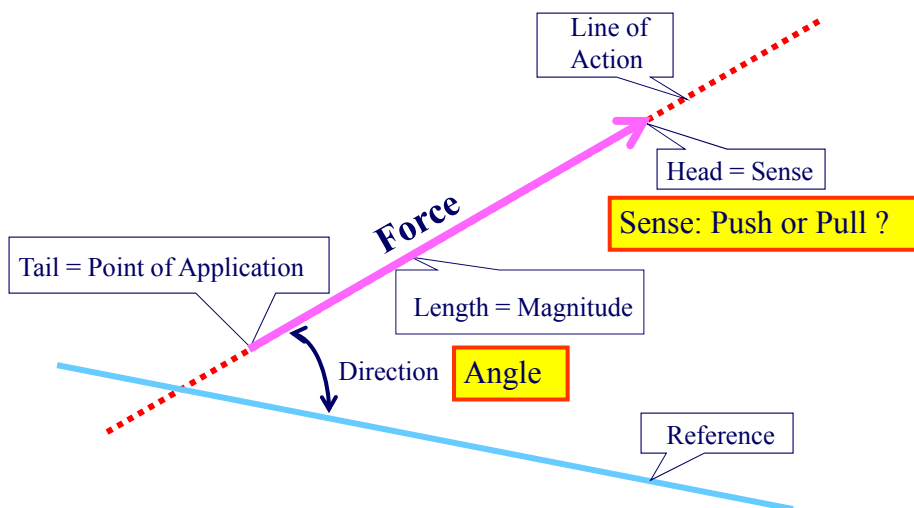 Line of
Action
Head = Sense
Sense: Push or Pull ?
Force
Tail = Point of Application
Length = Magnitude
Direction
Angle
Reference